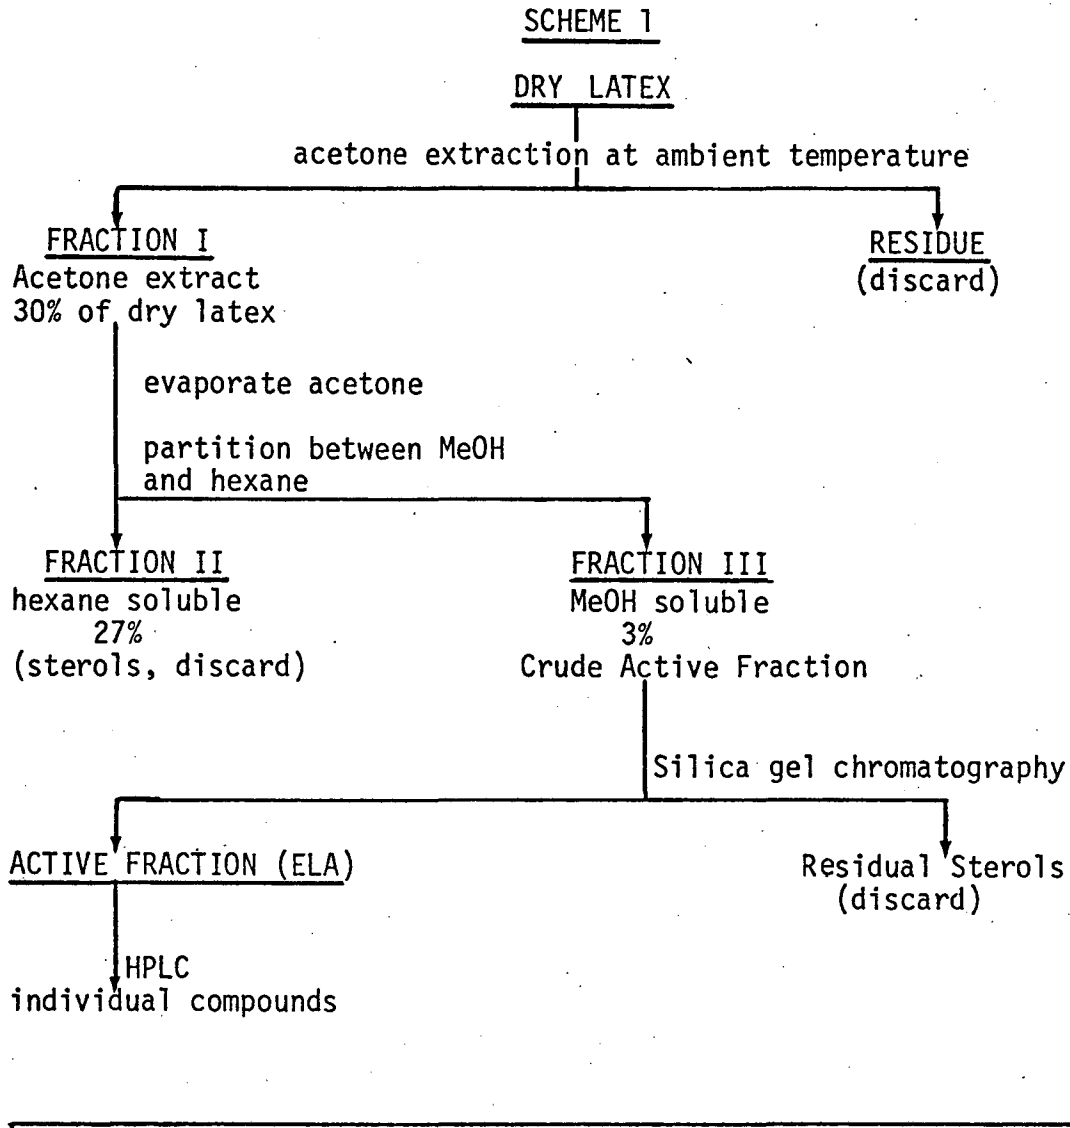 SCHEME 1
DRY LATEX
acetone extraction at ambient temperature
FRACTION I
Acetone extract
30% of dry latex
RESIDUE
(discard)
evaporate acetone
partition between MeOH
and hexane
FRACTION II
hexane soluble
27%
(sterols, discard)
FRACTION III
MeOH soluble
3%
Crude Active Fraction
Silica gel chromatography
ACTIVE FRACTION (ELA)
Residual Sterols
(discard)
HPLC
individual compounds